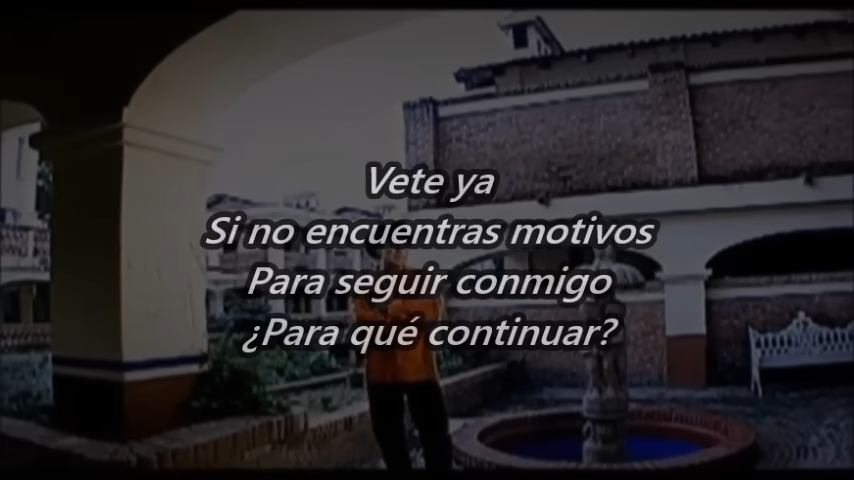 Vete ya
Si no encuentras motivos
Para seguir conmigo
¿Para qué continuar?